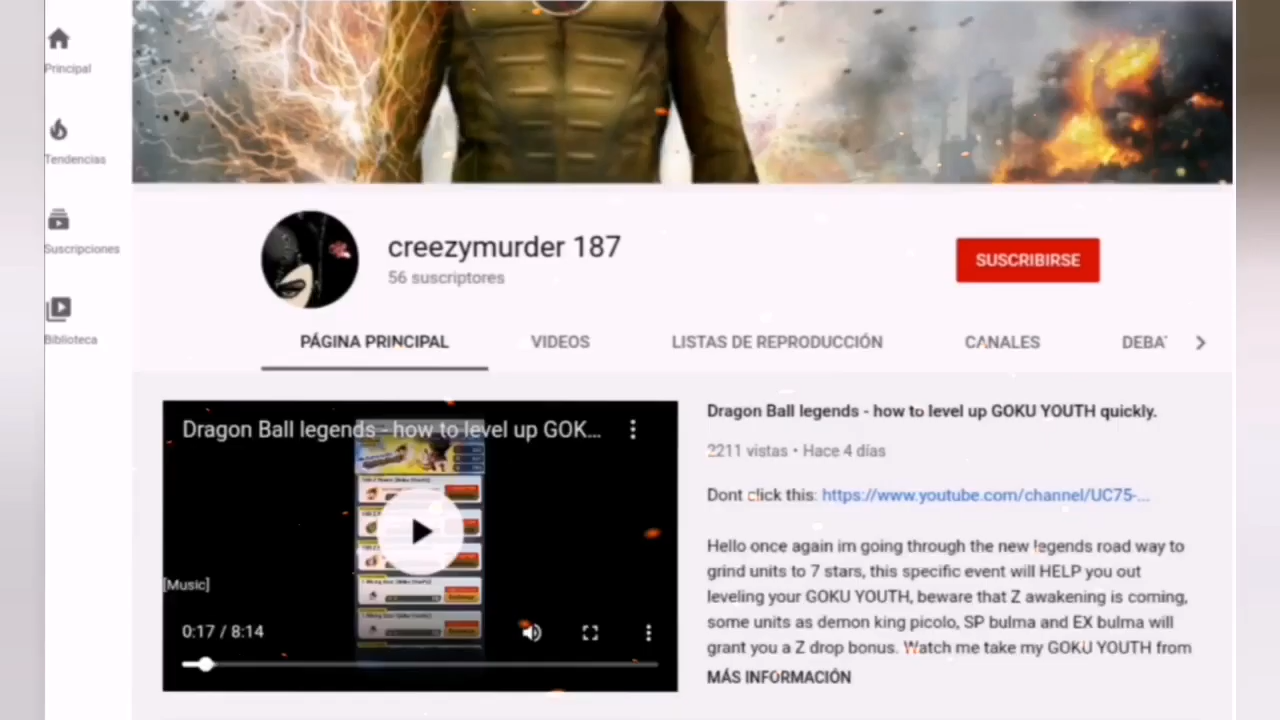 Principal
Tendencias
Suscripciones
Biblioteca
creezymurder 187
56 suscriptores
SUSCRIBIRSE
PÁGINA PRINCIPAL
VIDEOS
LISTAS DE REPRODUCCIÓN
CANALES
DEBAT
Dragon Ball legends - how to level up GOK...
[Music]
0:17 / 8:14
Dragon Ball legends - how to level up GOKU YOUTH quickly.
2211 vistas • Hace 4 días
Dont click this: https://www.youtube.com/channel/UC75-...
Hello once again im going through the new legends road way to
grind units to 7 stars, this specific event will HELP you out
leveling your GOKU YOUTH, beware that Z awakening is coming,
some units as demon king picolo, SP bulma and EX bulma will
grant you a Z drop bonus. Watch me take my GOKU YOUTH from
MÁS INFORMACIÓN